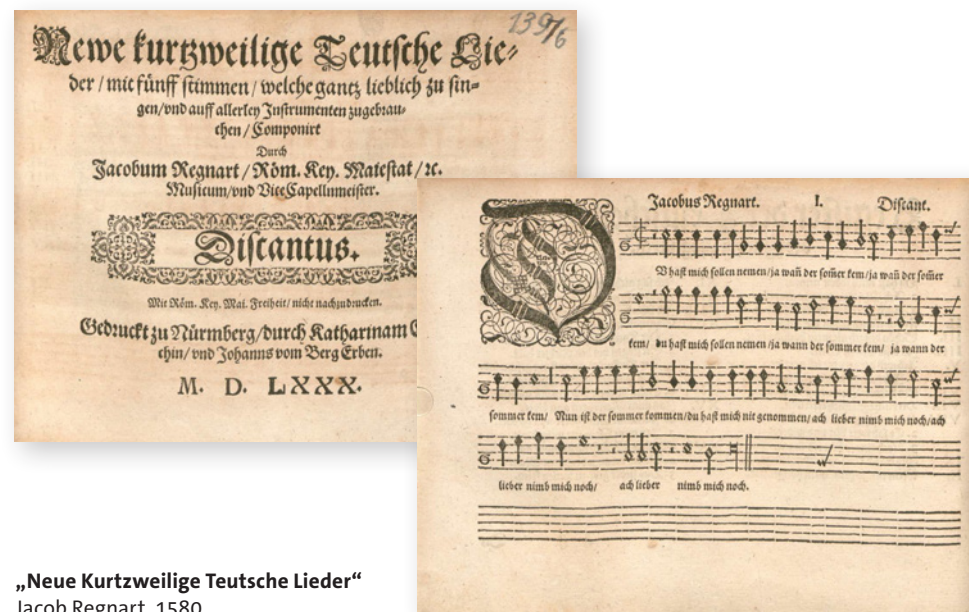 1397/6
Newe kurtzweilige Teutsche Lie⸗
der / mit fünff stimmen / welche gantz lieblich zu sin⸗
gen/vnd auff allerley Instrumenten zugebrau⸗
chen / Componirt
Durch
Jacobum Regnart / Röm. Key. Maiestat / ꝛc.
Musicum/vnd ViceCapellnmeister.
Discantus.
Mit Röm. Key. Mai. Freiheit/ nicht nachzudrucken.
Gedruckt zu Nürmberg/durch Katharinam G
chin/ vnd Johanns vom Berg Erben.
M. D. LXXX.
Jacobus Regnart. I. Discant.
D
V hast mich sollen nemen/ja wañ der som̃er kem/ja wañ der som̃er
kem/ du hast mich sollen nemen/ja wann der sommer kem/ ja wann der
sommer kem/ Nun ist der sommer kommen/du hast mich nit genommen/ach lieber nimb mich noch/ach
lieber nimb mich noch/ ach lieber nimb mich noch.
„Neue Kurtzweilige Teutsche Lieder“
Jacob Regnart, 1580